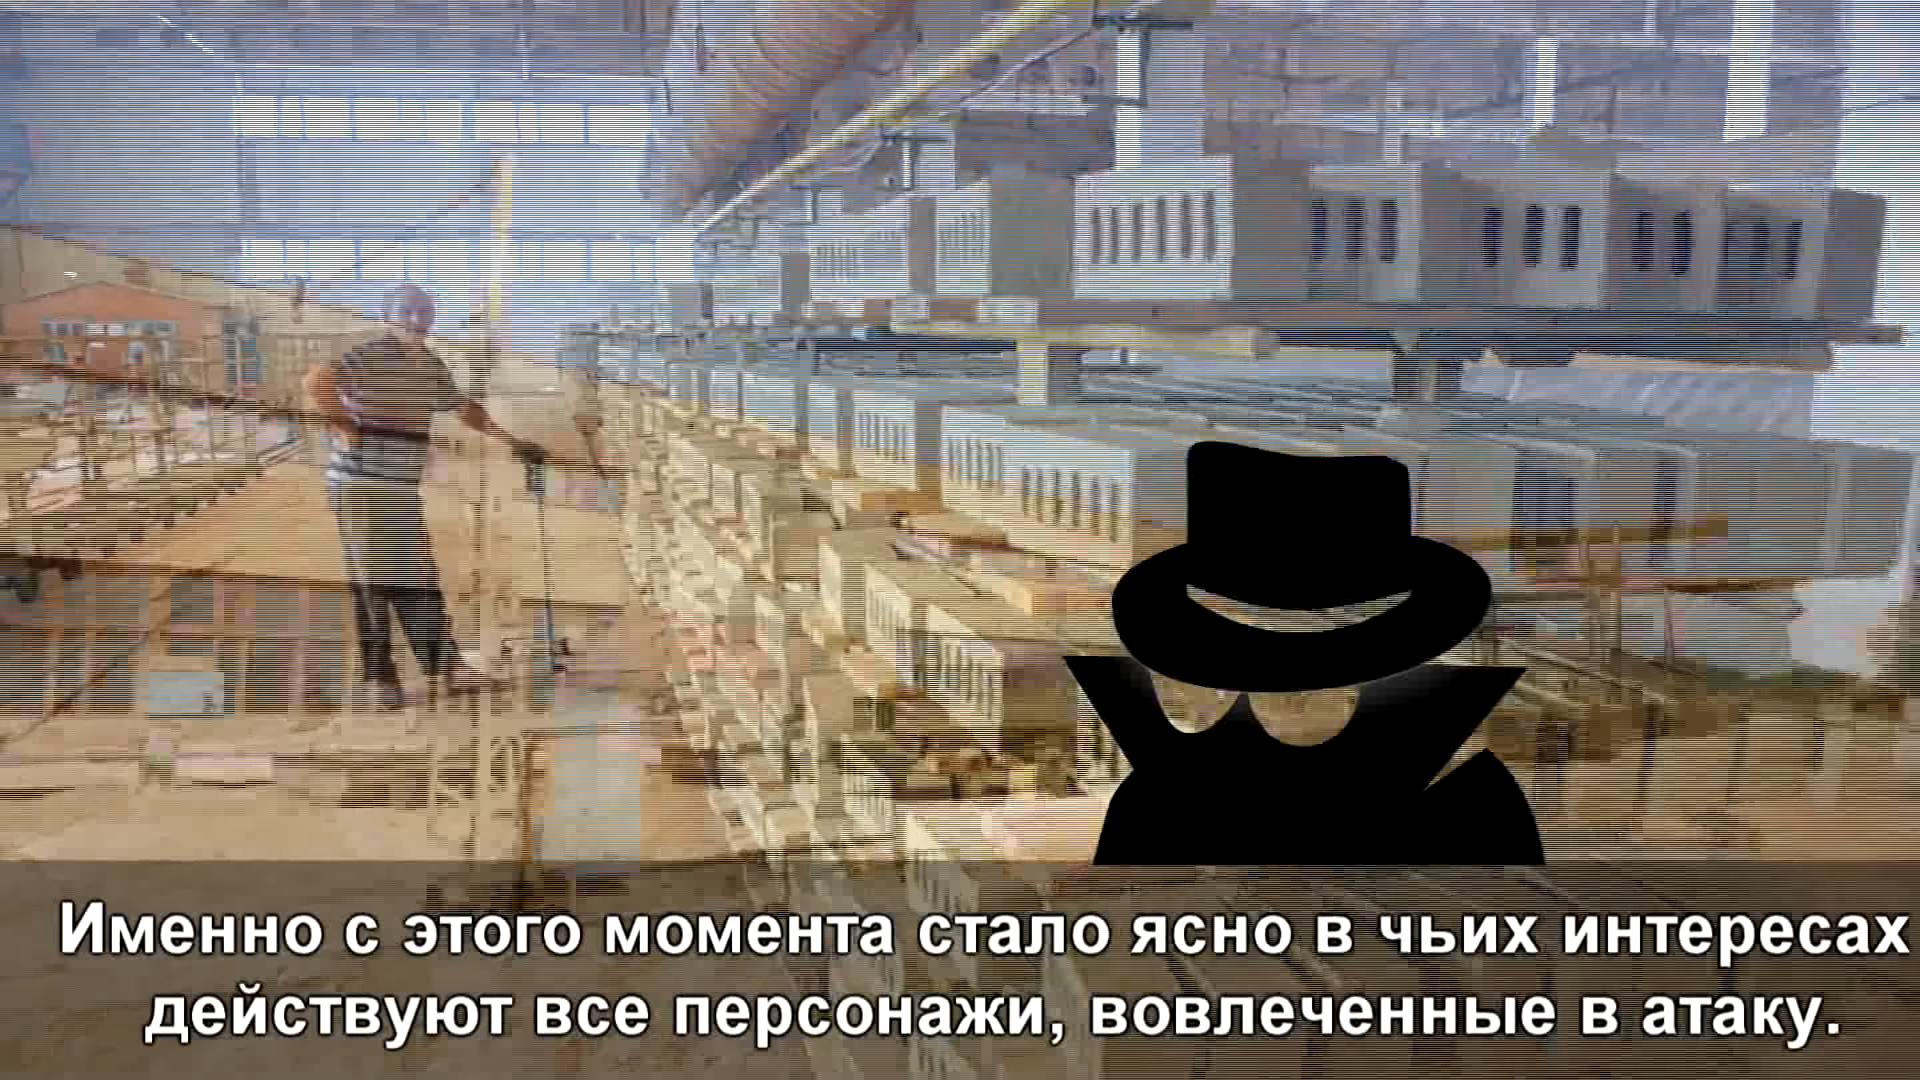 Именно с этого момента стало ясно в чьих интересах
действуют все персонажи, вовлеченные в атаку.